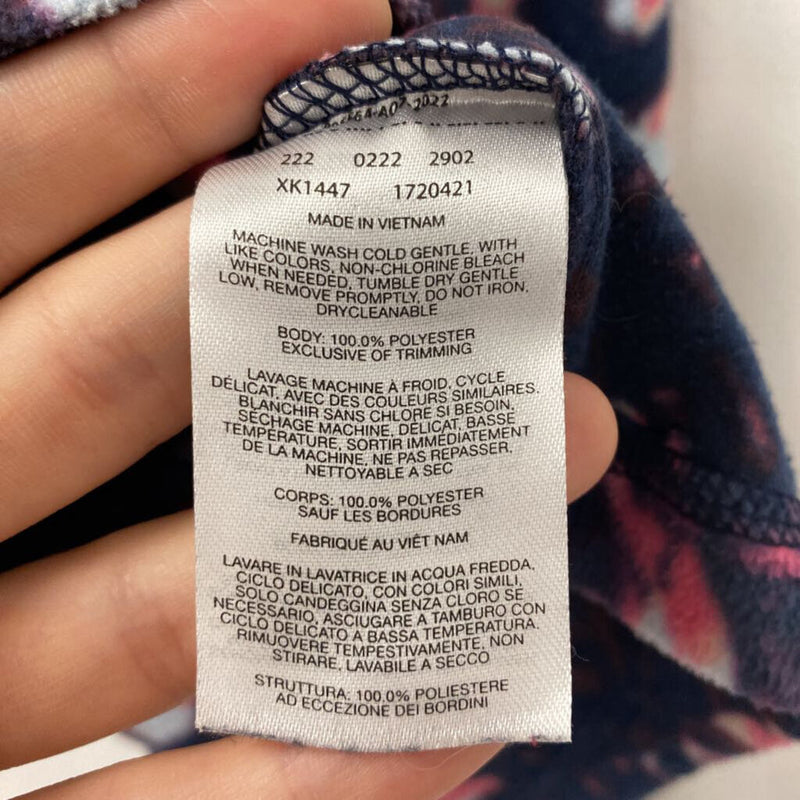 64-A07-2022
222 0222 2902
XK1447 1720421
MADE IN VIETNAM
MACHINE WASH COLD GENTLE, WITH
LIKE COLORS, NON-CHLORINE BLEACH
WHEN NEEDED, TUMBLE DRY GENTLE
LOW, REMOVE PROMPTLY, DO NOT IRON,
DRYCLEANABLE
BODY: 100.0% POLYESTER
EXCLUSIVE OF TRIMMING
LAVAGE MACHINE À FROID, CYCLE
DÉLICAT, AVEC DES COULEURS SIMILAIRES.
BLANCHIR SANS CHLORE SI BESOIN,
SÉCHAGE MACHINE, DÉLICAT, BASSE
TEMPÉRATURE, SORTIR IMMÉDIATEMENT
DE LA MACHINE, NE PAS REPASSER,
NETTOYABLE A SEC
CORPS: 100.0% POLYESTER
SAUF LES BORDURES
FABRIQUÉ AU VIÊT NAM
LAVARE IN LAVATRICE IN ACQUA FREDDA,
CICLO DELICATO, CON COLORI SIMILI,
SOLO CANDEGGINA SENZA CLORO SE
NECESSARIO, ASCIUGARE A TAMBURO CON
CICLO DELICATO A BASSA TEMPERATURA,
RIMUOVERE TEMPESTIVAMENTE, NON
STIRARE, LAVABILE A SECCO
STRUTTURA: 100.0% POLIESTERE
AD ECCEZIONE DEI BORDINI